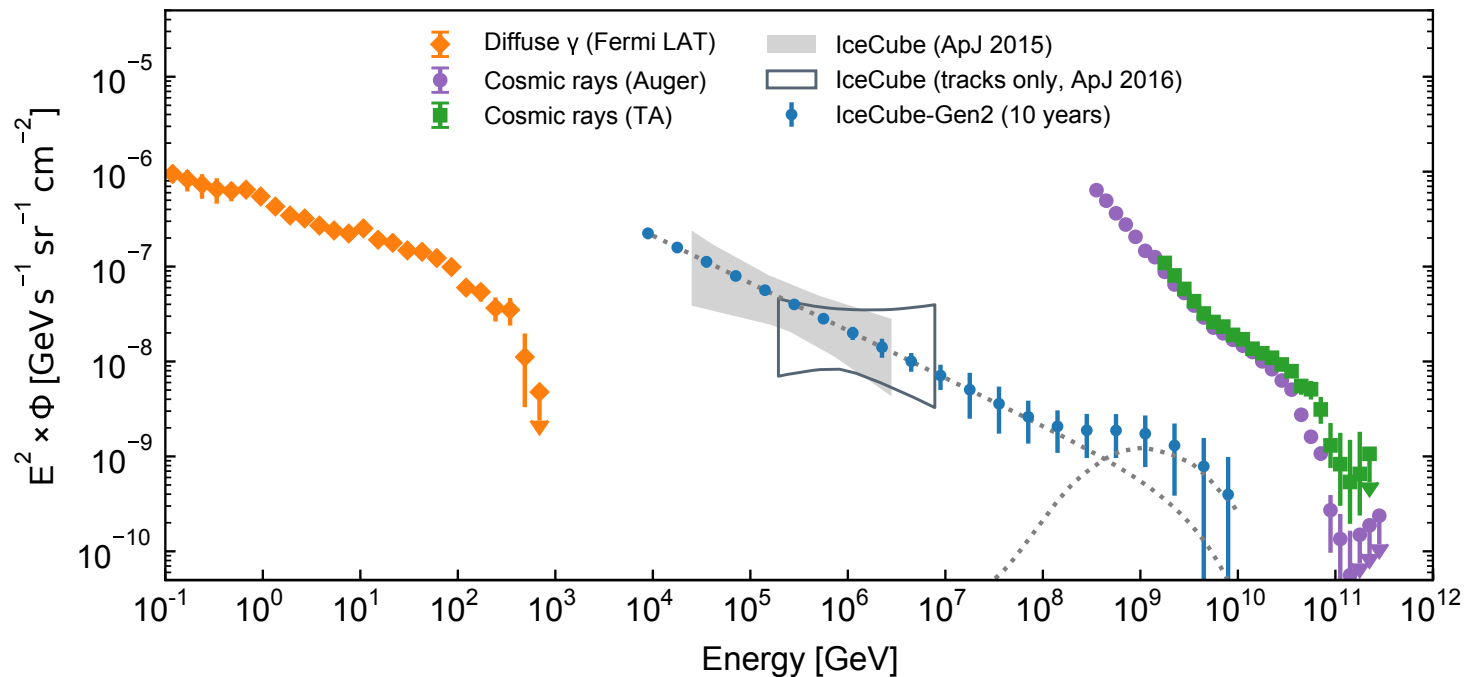 Diffuse γ (Fermi LAT)
Cosmic rays (Auger)
Cosmic rays (TA)
IceCube (ApJ 2015)
IceCube (tracks only, ApJ 2016)
IceCube-Gen2 (10 years)
10⁻⁵
10⁻⁶
10⁻⁷
10⁻⁸
10⁻⁹
10⁻¹⁰
E² × Φ [GeV s⁻¹ sr⁻¹ cm⁻²]
10⁻¹ 10⁰ 10¹ 10² 10³ 10⁴ 10⁵ 10⁶ 10⁷ 10⁸ 10⁹ 10¹⁰ 10¹¹ 10¹²
Energy [GeV]